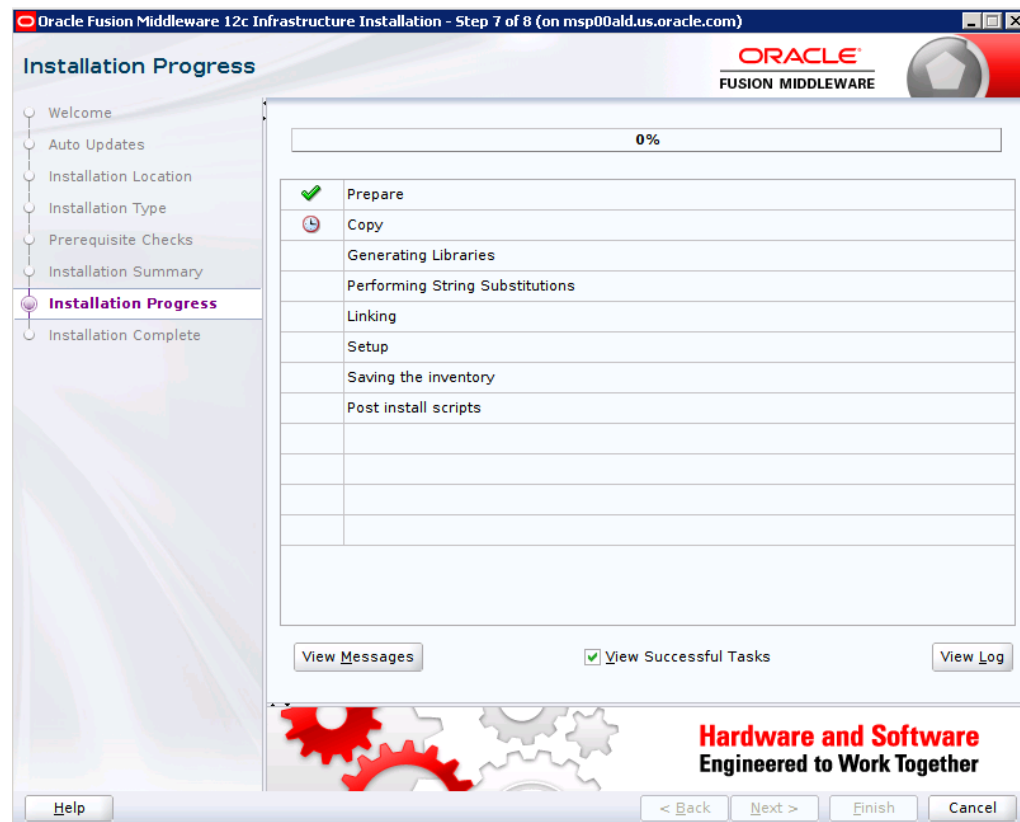 Oracle Fusion Middleware 12c Infrastructure Installation - Step 7 of 8 (on msp00ald.us.oracle.com)
Installation Progress
ORACLE
FUSION MIDDLEWARE
Welcome
Auto Updates
Installation Location
Installation Type
Prerequisite Checks
Installation Summary
Installation Progress
Installation Complete
0%
Prepare
Copy
Generating Libraries
Performing String Substitutions
Linking
Setup
Saving the inventory
Post install scripts
View Messages
View Successful Tasks
View Log
Hardware and Software
Engineered to Work Together
Help
< Back
Next >
Finish
Cancel